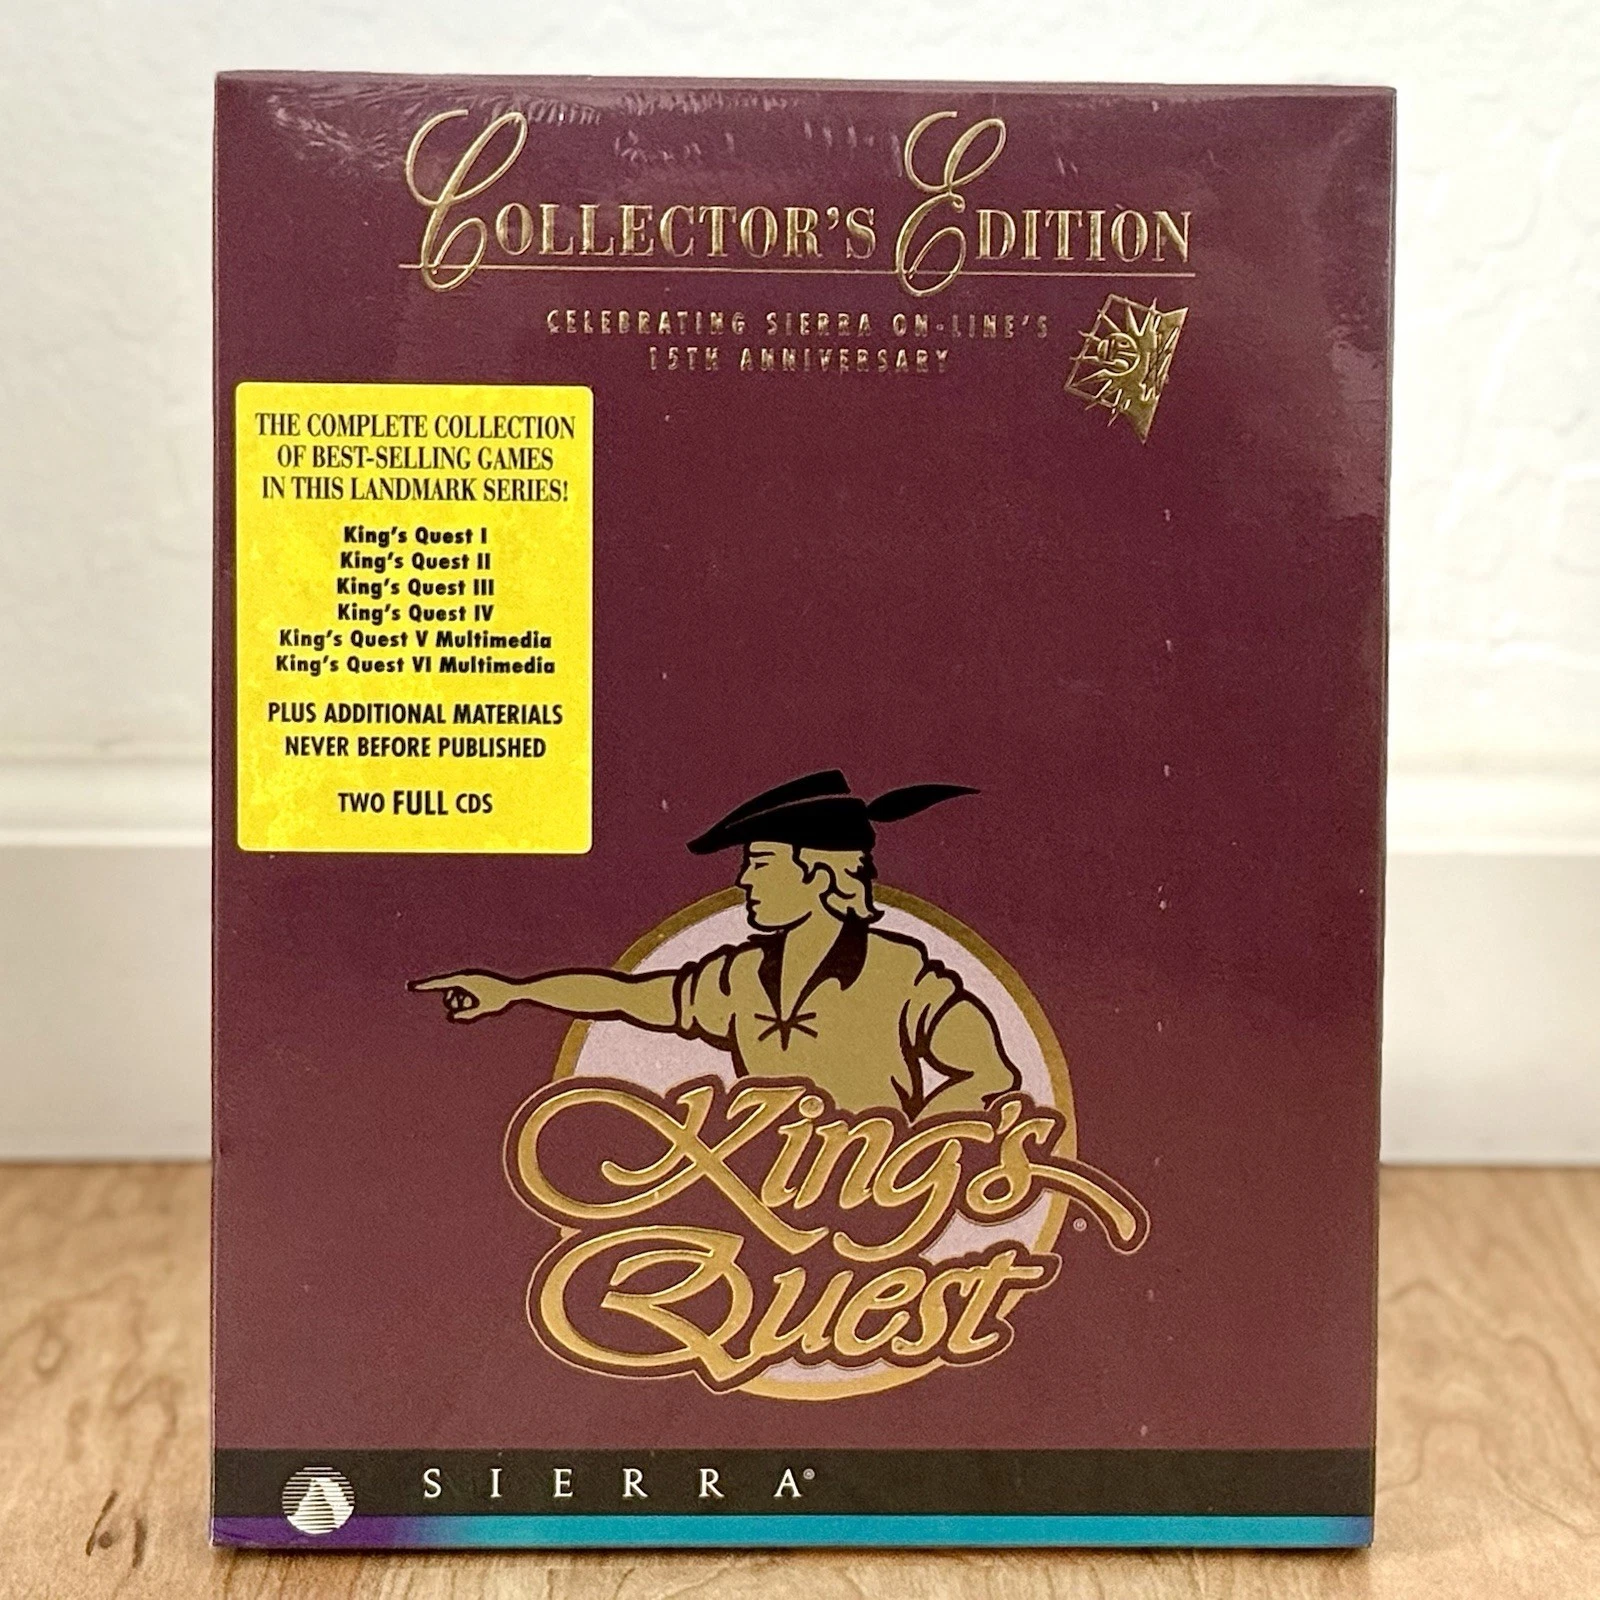 COLLECTOR'S EDITION
CELEBRATING SIERRA ON-LINE'S
15TH ANNIVERSARY
15
THE COMPLETE COLLECTION
OF BEST-SELLING GAMES
IN THIS LANDMARK SERIES!
King's Quest I
King's Quest II
King's Quest III
King's Quest IV
King's Quest V Multimedia
King's Quest VI Multimedia
PLUS ADDITIONAL MATERIALS
NEVER BEFORE PUBLISHED
TWO FULL CDS
King's
Quest®
SIERRA®